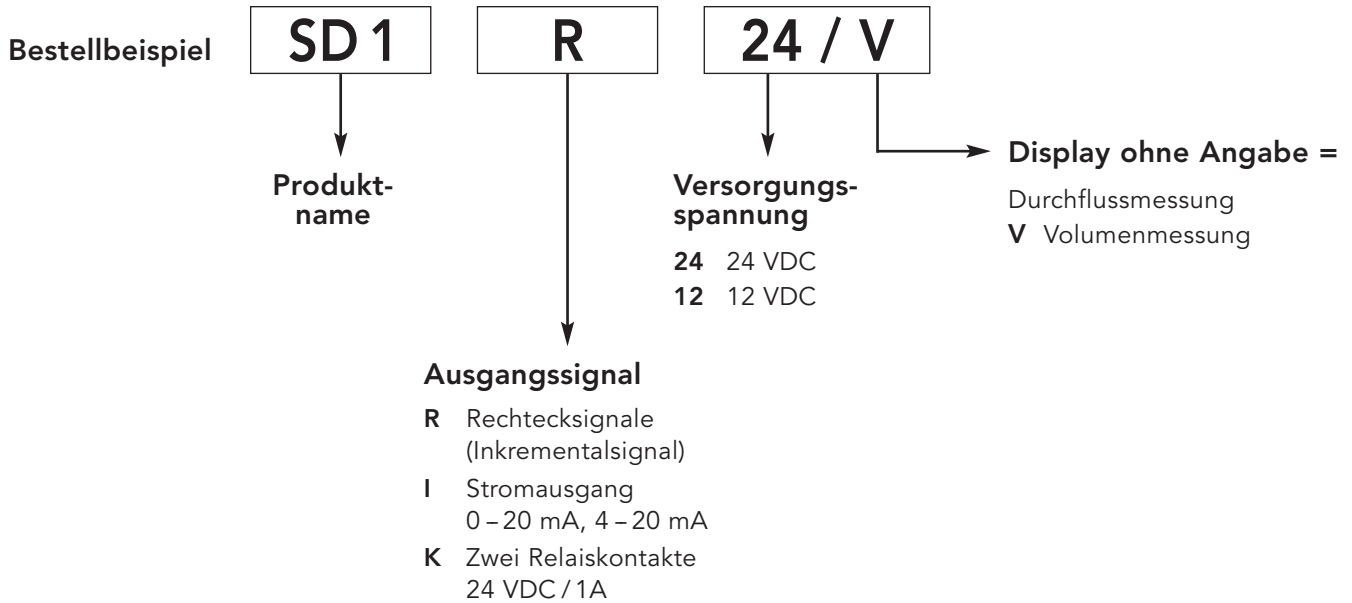 Bestellbeispiel SD 1 R 24 / V
Display ohne Angabe =
Durchflussmessung
V Volumenmessung
Produkt-
name
Versorgungs-
spannung
24 24 VDC
12 12 VDC
Ausgangssignal
R Rechtecksignale
(Inkrementalsignal)
I Stromausgang
0 – 20 mA, 4 – 20 mA
K Zwei Relaiskontakte
24 VDC / 1A